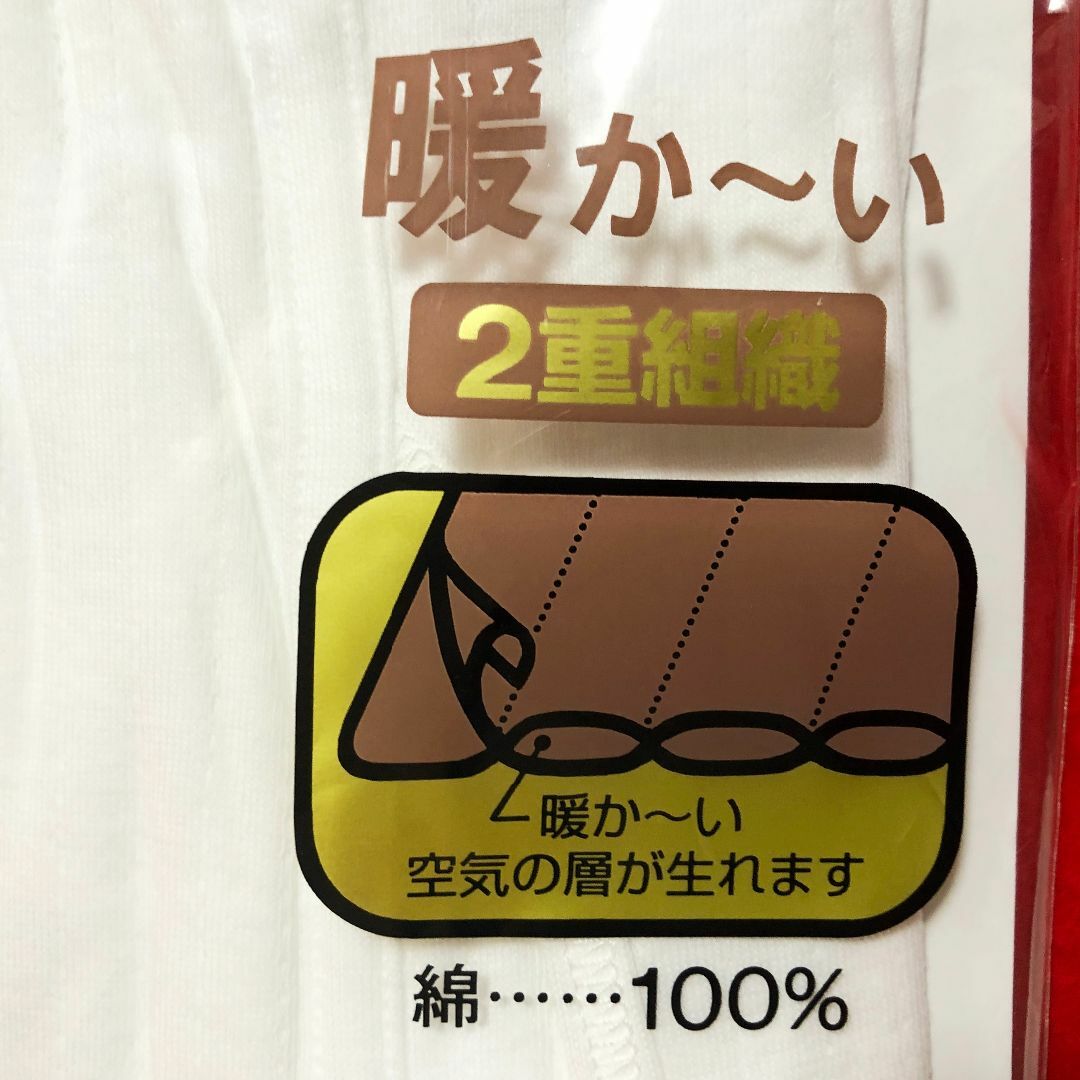 暖か〜い
2重組織
暖か〜い
空気の層が生れます
綿……100%